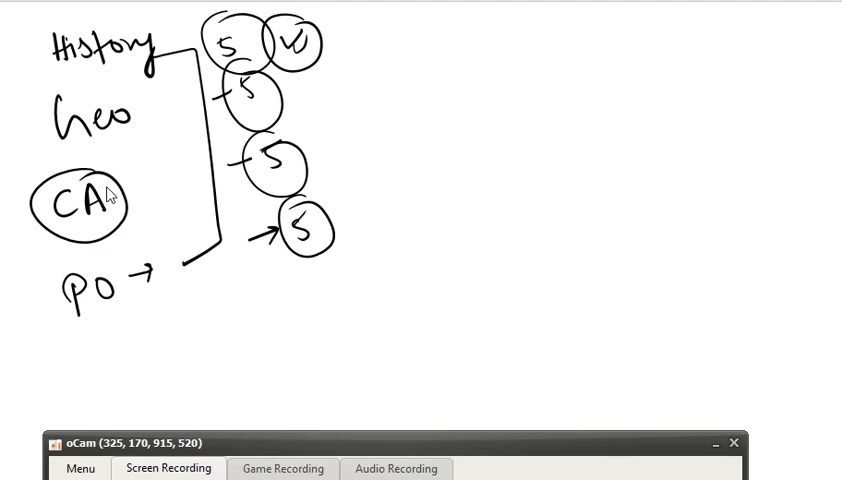 History 5 W
Geo - 5
CA - 5
→ 5
PO →
oCam (325, 170, 915, 520)
Menu Screen Recording Game Recording Audio Recording